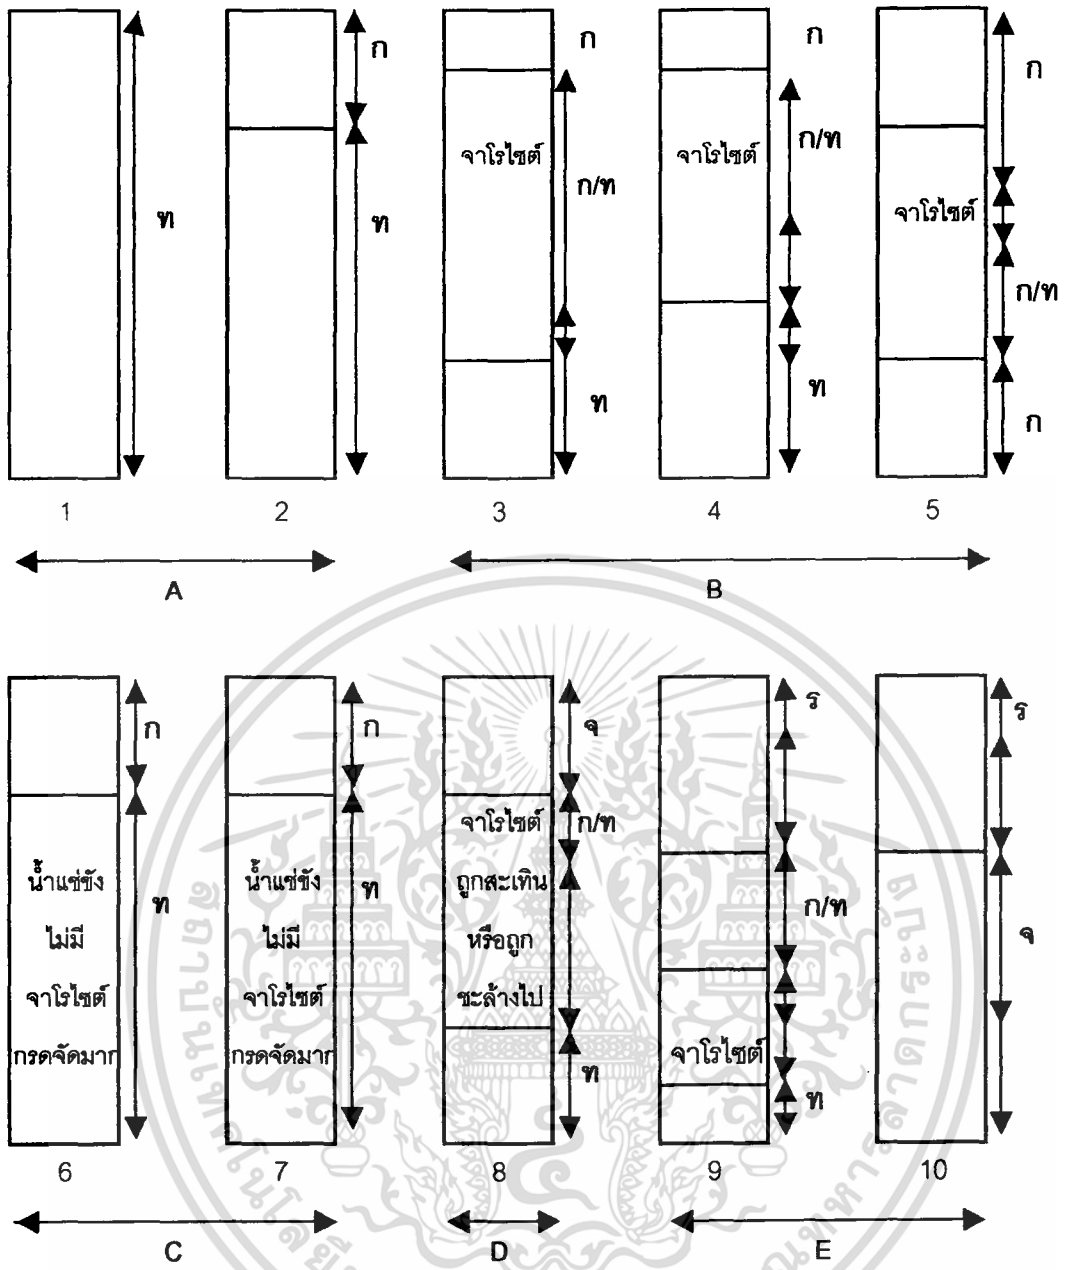 ก
ท
ก
ท
ก
จาโรไซต์
ก/ท
ท
ก
จาโรไซต์
ก/ท
ท
ก
จาโรไซต์
ก/ท
ก
1 2 3 4 5
A B
ก
น้ำแช่ขัง
ไม่มี
จาโรไซต์
กรดจัดมาก
ท
ก
น้ำแช่ขัง
ไม่มี
จาโรไซต์
กรดจัดมาก
ท
จ
จาโรไซต์
ก/ท
ถูกสะเทิน
หรือถูก
ชะล้างไป
ท
ร
ก/ท
จาโรไซต์
ท
ร
จ
6 7 8 9 10
C D E